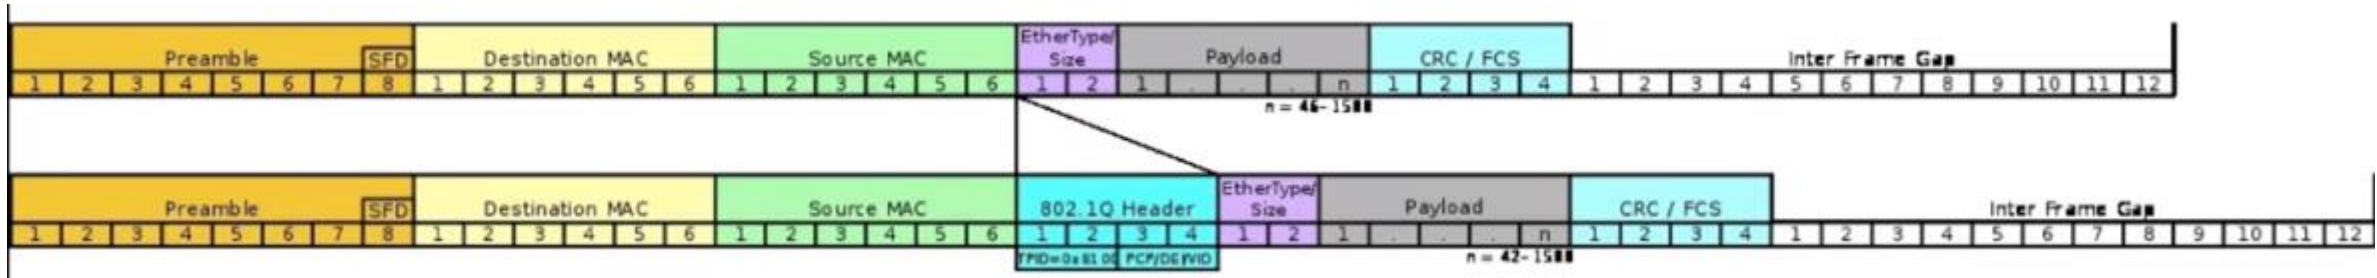 EtherType/
Preamble SFD Destination MAC Source MAC Size Payload CRC / FCS Inter Frame Gap
1 2 3 4 5 6 7 8 1 2 3 4 5 6 1 2 3 4 5 6 1 2 1 . . . n 1 2 3 4 1 2 3 4 5 6 7 8 9 10 11 12
n = 46-1500
EtherType/
Preamble SFD Destination MAC Source MAC 802.1Q Header Size Payload CRC / FCS Inter Frame Gap
1 2 3 4 5 6 7 8 1 2 3 4 5 6 1 2 3 4 5 6 1 2 3 4 1 2 1 . . . n 1 2 3 4 1 2 3 4 5 6 7 8 9 10 11 12
TPID=0x8100 PCP/DEI/VID n = 42-1500